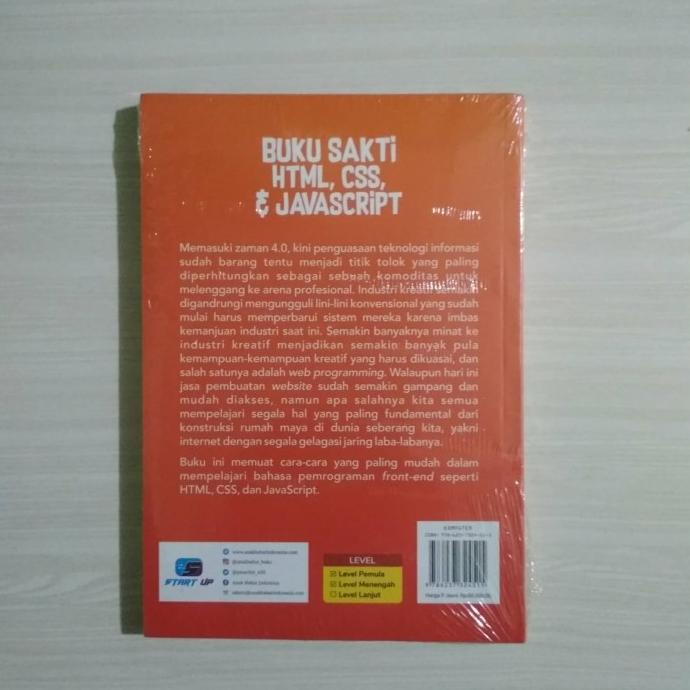 BUKU SAKTI
HTML, CSS,
& JAVASCRIPT
Memasuki zaman 4.0, kini penguasaan teknologi informasi
sudah barang tentu menjadi titik tolok yang paling
diperhitungkan sebagai sebuah komoditas untuk
melenggang ke arena profesional. Industri kreatif semakin
digandrungi mengungguli lini-lini konvensional yang sudah
mulai harus memperbarui sistem mereka karena imbas
kemanjuan industri saat ini. Semakin banyaknya minat ke
industri kreatif menjadikan semakin banyak pula
kemampuan-kemampuan kreatif yang harus dikuasai, dan
salah satunya adalah web programming. Walaupun hari ini
jasa pembuatan website sudah semakin gampang dan
mudah diakses, namun apa salahnya kita semua
mempelajari segala hal yang paling fundamental dari
konstruksi rumah maya di dunia seberang kita, yakni
internet dengan segala gelagasi jaring laba-labanya.
Buku ini memuat cara-cara yang paling mudah dalam
mempelajari bahasa pemrograman front-end seperti
HTML, CSS, dan JavaScript.
START UP
LEVEL
Level Pemula
Level Menengah
Level Lanjut
KOMPUTER
Harga P. Jawa